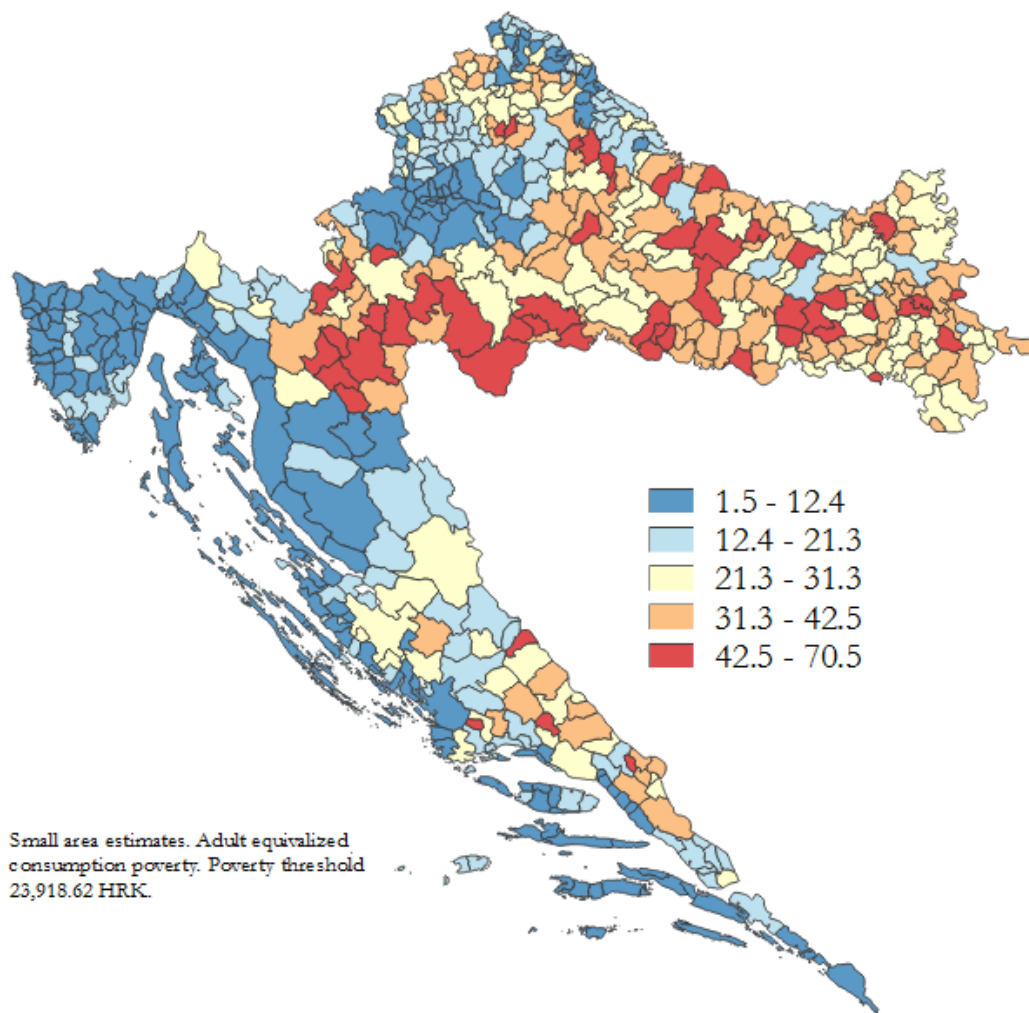 1.5 - 12.4
12.4 - 21.3
21.3 - 31.3
31.3 - 42.5
42.5 - 70.5
Small area estimates. Adult equivalized
consumption poverty. Poverty threshold
23,918.62 HRK.